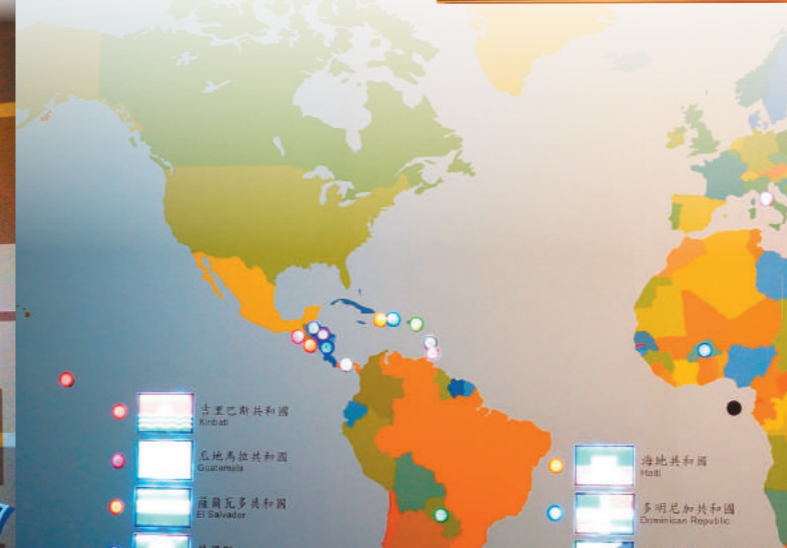 吉里巴斯共和國
Kiribati
瓜地馬拉共和國
Guatemala
薩爾瓦多共和國
El Salvador
海地共和國
Haiti
多明尼加共和國
Dominican Republic